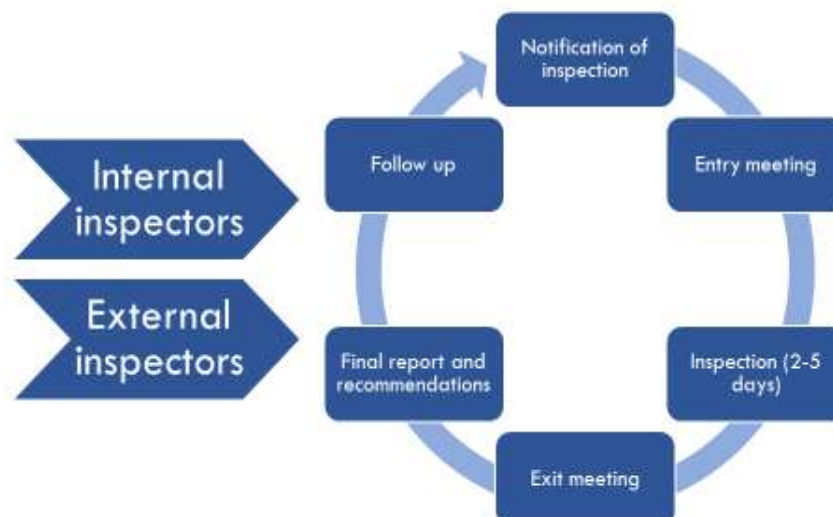 Notification of
inspection
Entry meeting
Inspection (2-5
days)
Exit meeting
Final report and
recommendations
Follow up
Internal
inspectors
External
inspectors